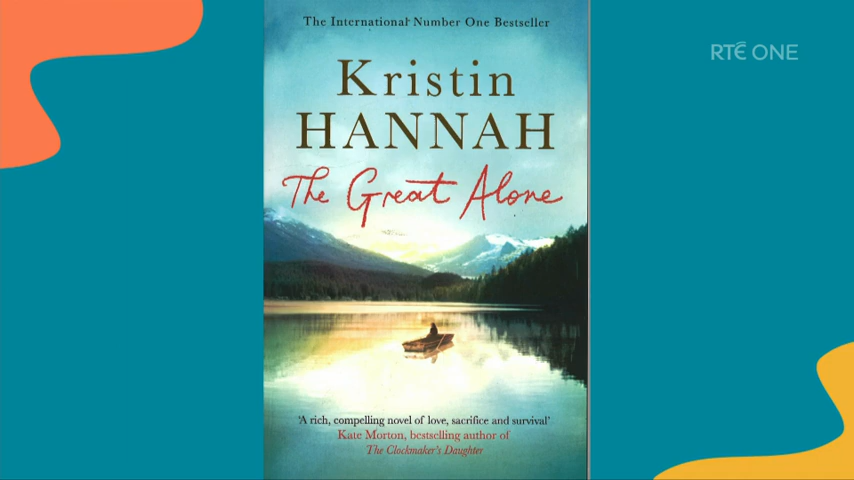 The International Number One Bestseller
RTÉ ONE
Kristin
HANNAH
The Great Alone
'A rich, compelling novel of love, sacrifice and survival'
Kate Morton, bestselling author of
The Clockmaker's Daughter